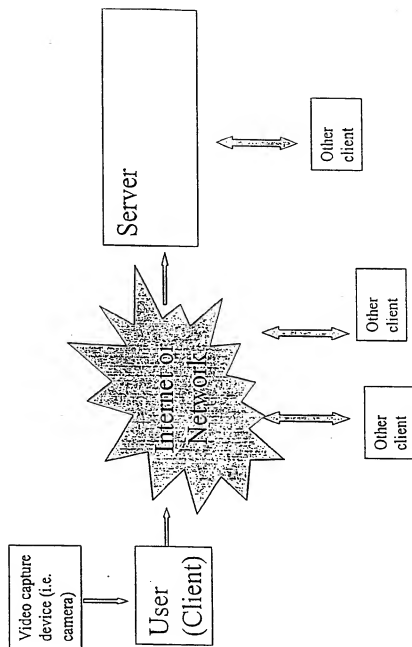 Video capture
device (i.e.
camera)
User
(Client)
Internet or
Network
Server
Other
client
Other
client
Other
client